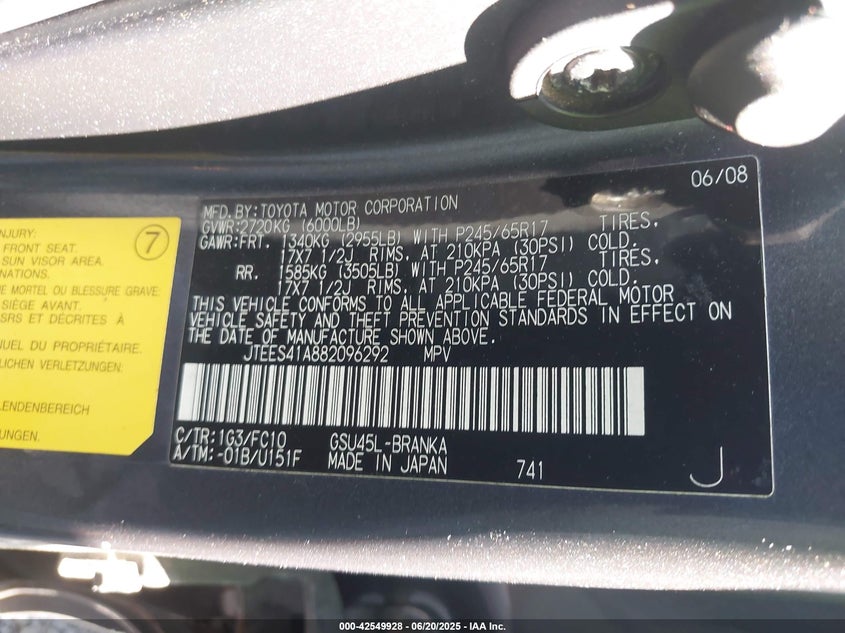 06/08
MFD.BY:TOYOTA MOTOR CORPORATION
GVWR:2720KG (6000LB)
GAWR:FRT. 1340KG (2955LB) WITH P245/65R17 TIRES.
17X7 1/2J RIMS. AT 210KPA (30PSI) COLD.
RR. 1585KG (3505LB) WITH P245/65R17 TIRES.
17X7 1/2J RIMS. AT 210KPA (30PSI) COLD.
THIS VEHICLE CONFORMS TO ALL APPLICABLE FEDERAL MOTOR
VEHICLE SAFETY AND THEFT PREVENTION STANDARDS IN EFFECT ON
THE DATE OF MANUFACTURE SHOWN ABOVE.
JTEES41A882096292 MPV
C/TR:1G3/FC10 GSU45L-BRANKA
A/TM:-01B/U151F MADE IN JAPAN 741 J
7
INJURY:
FRONT SEAT.
SUN VISOR AREA.
NATIONS.
E MORTEL OU BLESSURE GRAVE:
SIÈGE AVANT.
SRS ET DÉCRITES À
NUEL DU PROPRIÉTAIRE.
LICHEN VERLETZUNGEN:
LENDENBEREICH
TUNG.
000-42549928 - 06/20/2025 - IAA Inc.